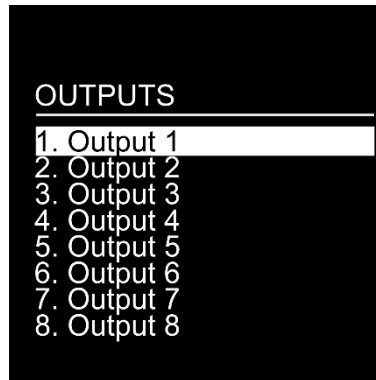 OUTPUTS
1. Output 1
2. Output 2
3. Output 3
4. Output 4
5. Output 5
6. Output 6
7. Output 7
8. Output 8